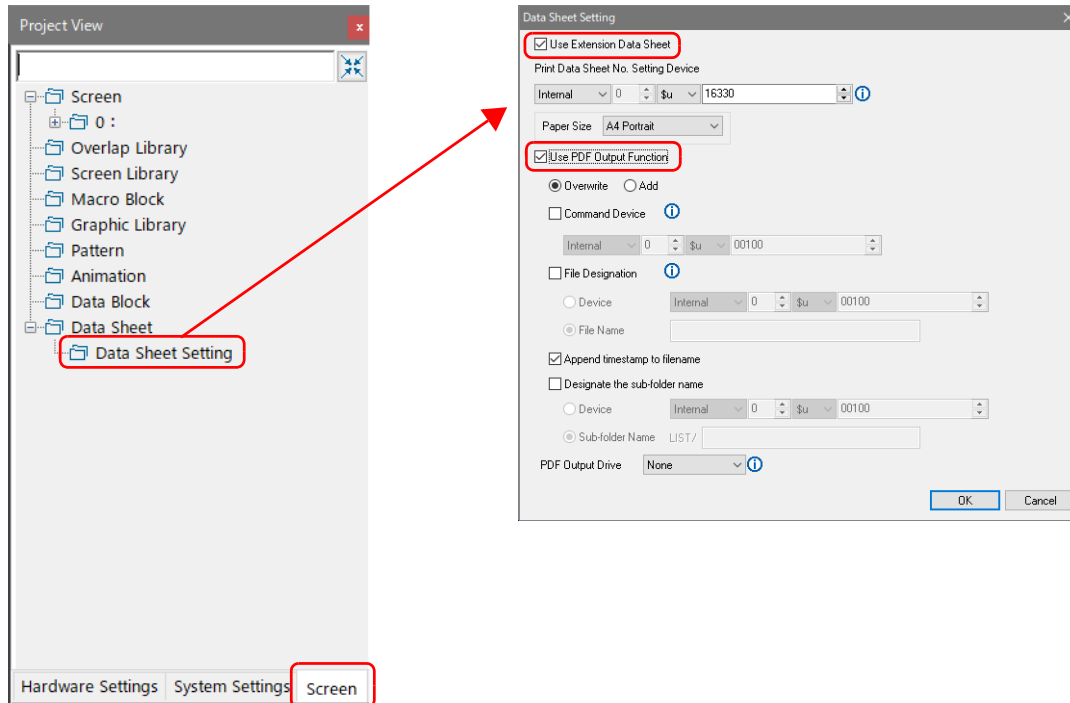 Project View
Screen
0 :
Overlap Library
Screen Library
Macro Block
Graphic Library
Pattern
Animation
Data Block
Data Sheet
Data Sheet Setting
Hardware Settings System Settings Screen
Data Sheet Setting
Use Extension Data Sheet
Print Data Sheet No. Setting Device
Internal 0 $u 16330
Paper Size A4 Portrait
Use PDF Output Function
Overwrite Add
Command Device
Internal 0 $u 00100
File Designation
Device Internal 0 $u 00100
File Name
Append timestamp to filename
Designate the sub-folder name
Device Internal 0 $u 00100
Sub-folder Name LIST/
PDF Output Drive None
OK Cancel